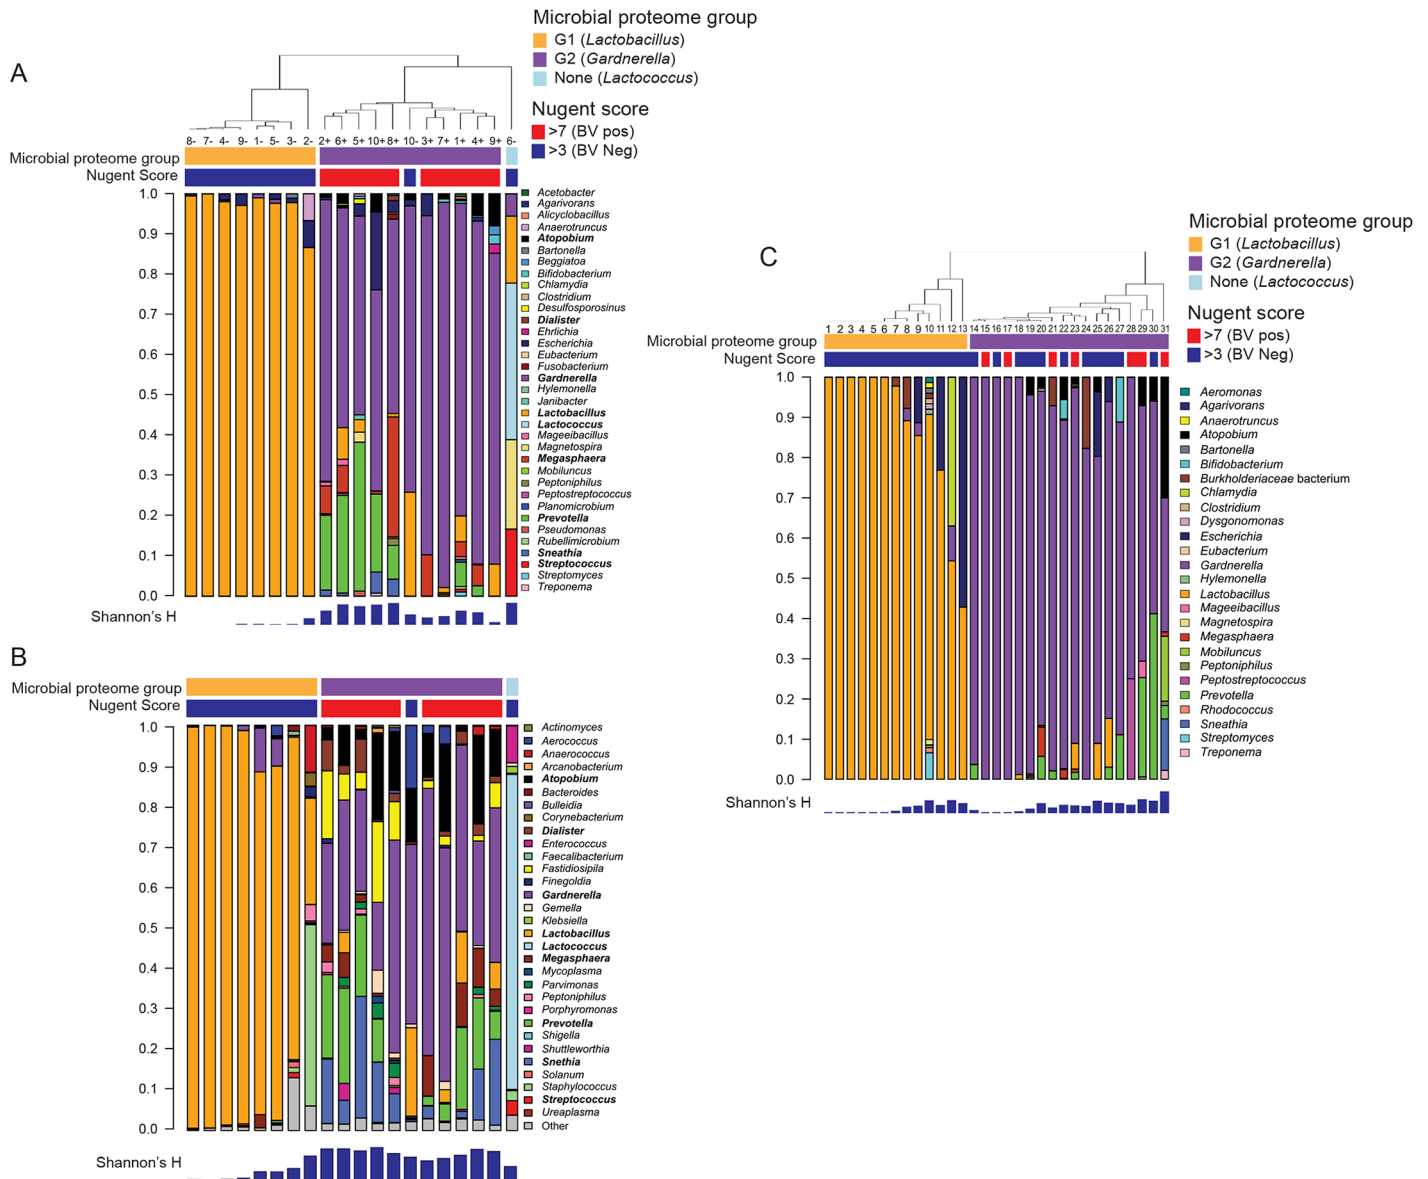 A
Microbial proteome group
G1 (Lactobacillus)
G2 (Gardnerella)
None (Lactococcus)
Nugent score
>7 (BV pos)
>3 (BV Neg)
8- 7- 4- 9- 1- 5- 3- 2- 2+ 6+ 5+ 10+ 8+ 10- 3+ 7+ 1+ 4+ 9+ 6-
Microbial proteome group
Nugent Score
1.0
0.9
0.8
0.7
0.6
0.5
0.4
0.3
0.2
0.1
0.0
Acetobacter
Agarivorans
Alicyclobacillus
Anaerotruncus
Atopobium
Bartonella
Beggiatoa
Bifidobacterium
Chlamydia
Clostridium
Desulfosporosinus
Dialister
Ehrlichia
Escherichia
Eubacterium
Fusobacterium
Gardnerella
Hylemonella
Janibacter
Lactobacillus
Lactococcus
Mageeibacillus
Magnetospira
Megasphaera
Mobiluncus
Peptoniphilus
Peptostreptococcus
Planomicrobium
Prevotella
Pseudomonas
Rubellimicrobium
Sneathia
Streptococcus
Streptomyces
Treponema
Shannon's H
B
Microbial proteome group
Nugent Score
1.0
0.9
0.8
0.7
0.6
0.5
0.4
0.3
0.2
0.1
0.0
Actinomyces
Aerococcus
Anaerococcus
Arcanobacterium
Atopobium
Bacteroides
Bulleidia
Corynebacterium
Dialister
Enterococcus
Faecalibacterium
Fastidiosipila
Finegoldia
Gardnerella
Gemella
Klebsiella
Lactobacillus
Lactococcus
Megasphaera
Mycoplasma
Parvimonas
Peptoniphilus
Porphyromonas
Prevotella
Shigella
Shuttleworthia
Snethia
Solanum
Staphylococcus
Streptococcus
Ureaplasma
Other
Shannon's H
C
Microbial proteome group
G1 (Lactobacillus)
G2 (Gardnerella)
None (Lactococcus)
Nugent score
>7 (BV pos)
>3 (BV Neg)
1 2 3 4 5 6 7 8 9 10 11 12 13 14 15 16 17 18 19 20 21 22 23 24 25 26 27 28 29 30 31
Microbial proteome group
Nugent Score
1.0
0.9
0.8
0.7
0.6
0.5
0.4
0.3
0.2
0.1
0.0
Aeromonas
Agarivorans
Anaerotruncus
Atopobium
Bartonella
Bifidobacterium
Burkholderiaceae bacterium
Chlamydia
Clostridium
Dysgonomonas
Escherichia
Eubacterium
Gardnerella
Hylemonella
Lactobacillus
Mageeibacillus
Magnetospira
Megasphaera
Mobiluncus
Peptoniphilus
Peptostreptococcus
Prevotella
Rhodococcus
Sneathia
Streptomyces
Treponema
Shannon's H